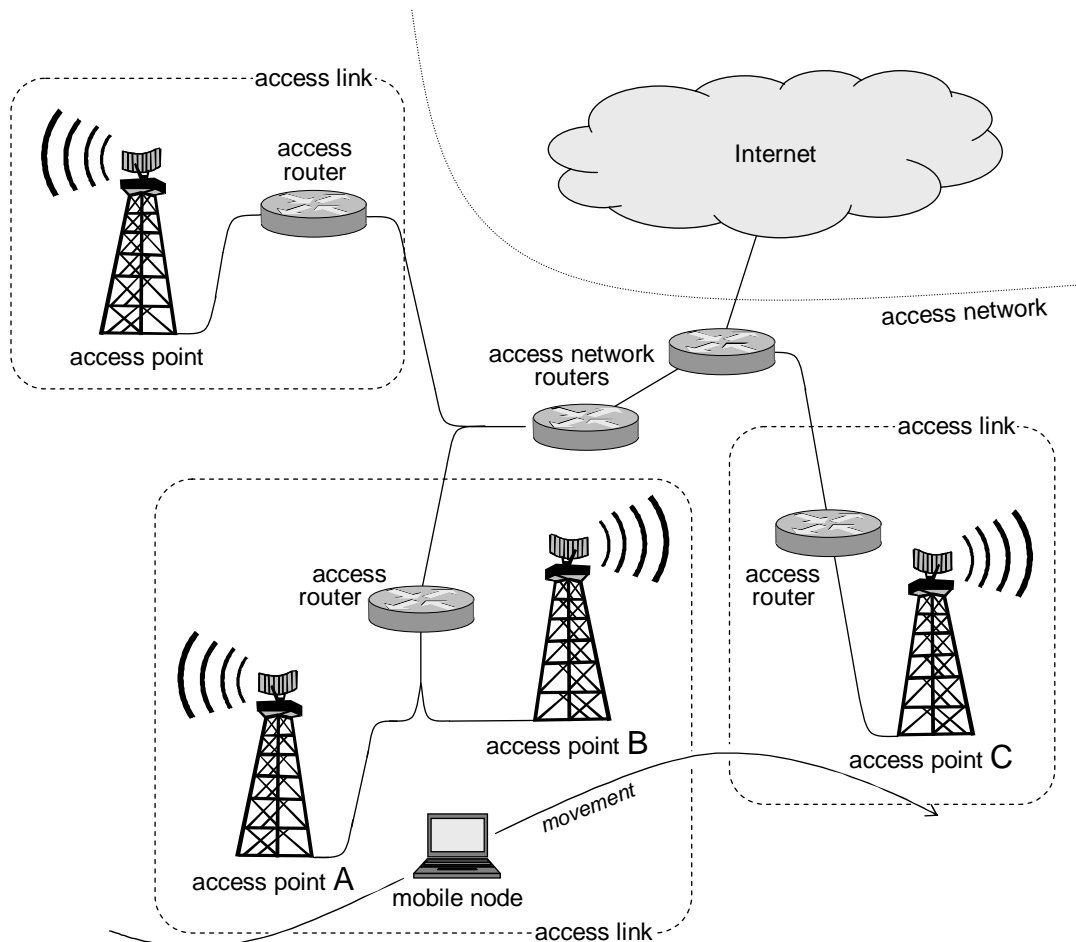 access link
access
router
Internet
access point
access network
access network
routers
access link
access
router
access
router
access point B
access point C
movement
access point A
mobile node
access link